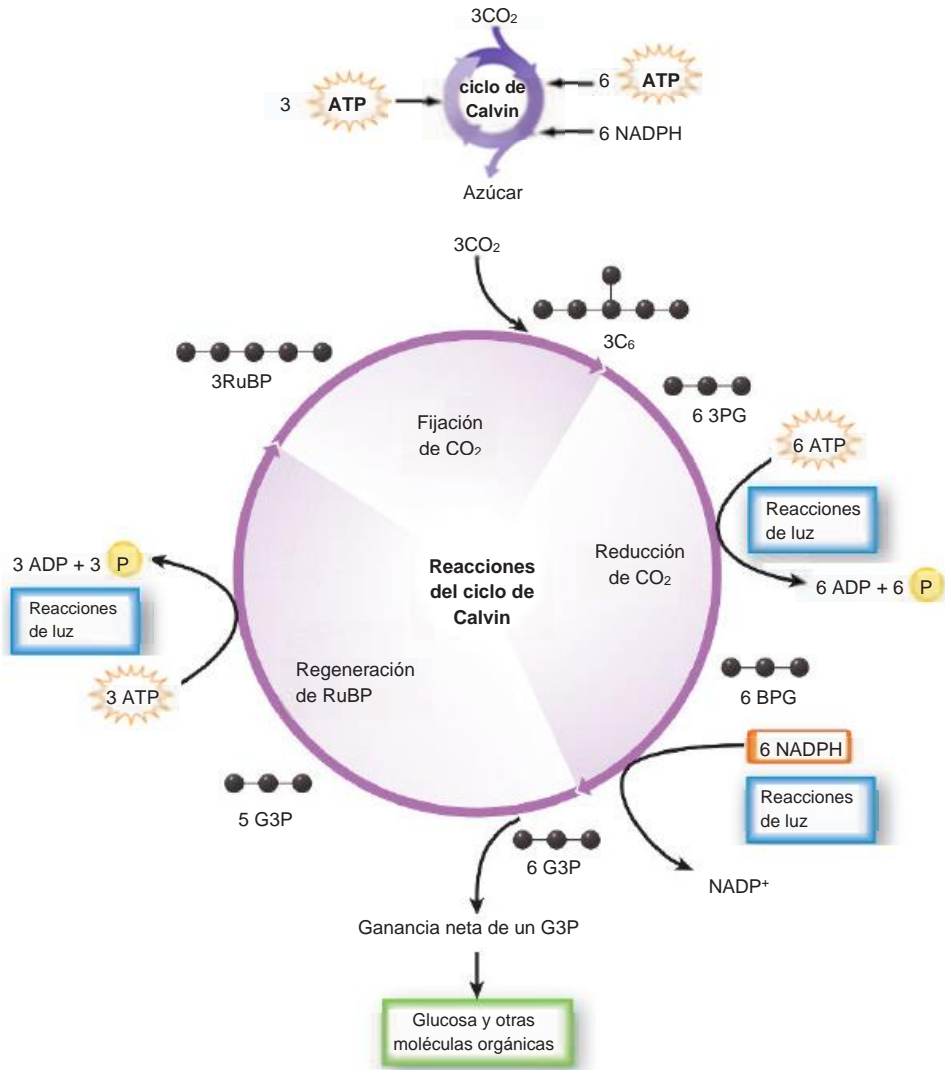 3CO₂
ciclo de
Calvin
3 ATP
6 ATP
6 NADPH
Azúcar
3CO₂
3C₆
3RuBP
6 3PG
Fijación
de CO₂
6 ATP
Reacciones
de luz
6 ADP + 6 P
Reducción
de CO₂
Reacciones
del ciclo de
Calvin
3 ADP + 3 P
Reacciones
de luz
3 ATP
Regeneración
de RuBP
6 BPG
6 NADPH
Reacciones
de luz
NADP⁺
5 G3P
6 G3P
Ganancia neta de un G3P
Glucosa y otras
moléculas orgánicas